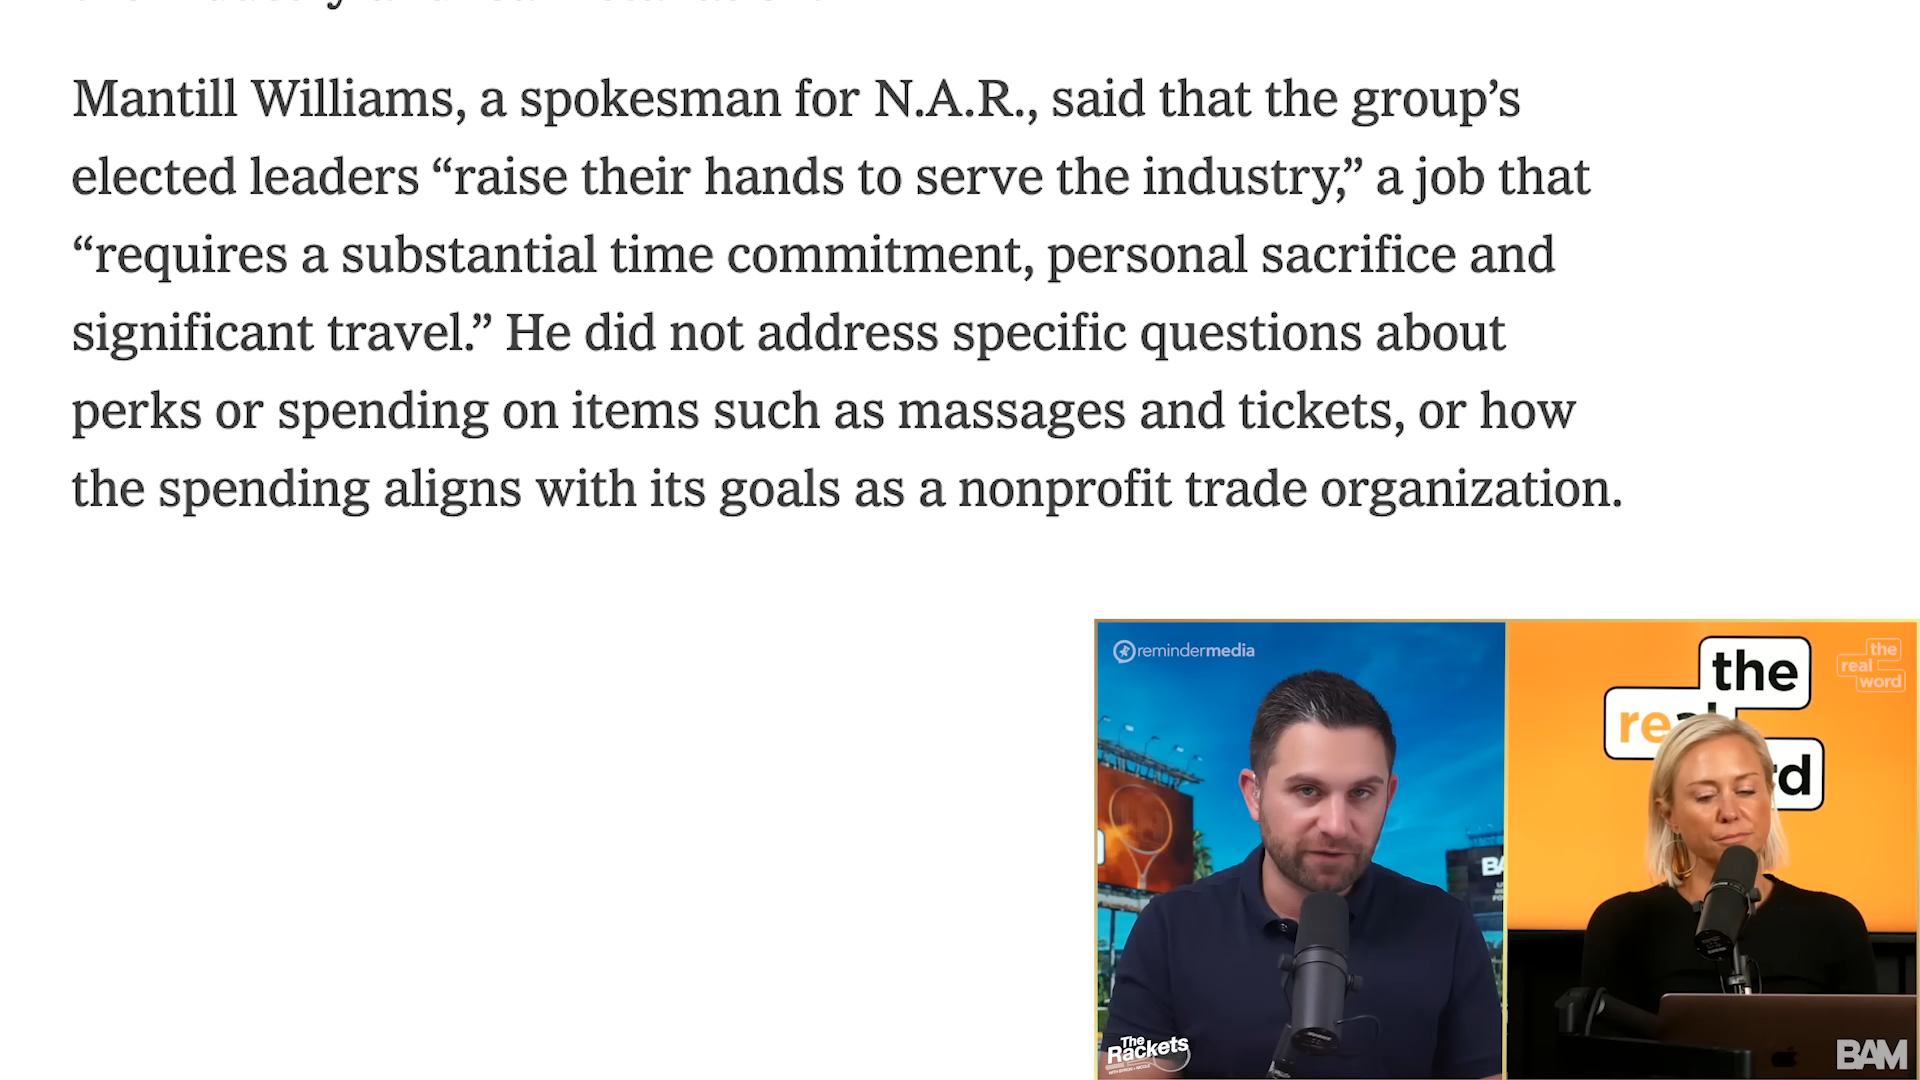 Mantill Williams, a spokesman for N.A.R., said that the group’s
elected leaders “raise their hands to serve the industry,” a job that
“requires a substantial time commitment, personal sacrifice and
significant travel.” He did not address specific questions about
perks or spending on items such as massages and tickets, or how
the spending aligns with its goals as a nonprofit trade organization.
remindermedia
the
real
word
the
re
d
BA
The
Rackets
BAM